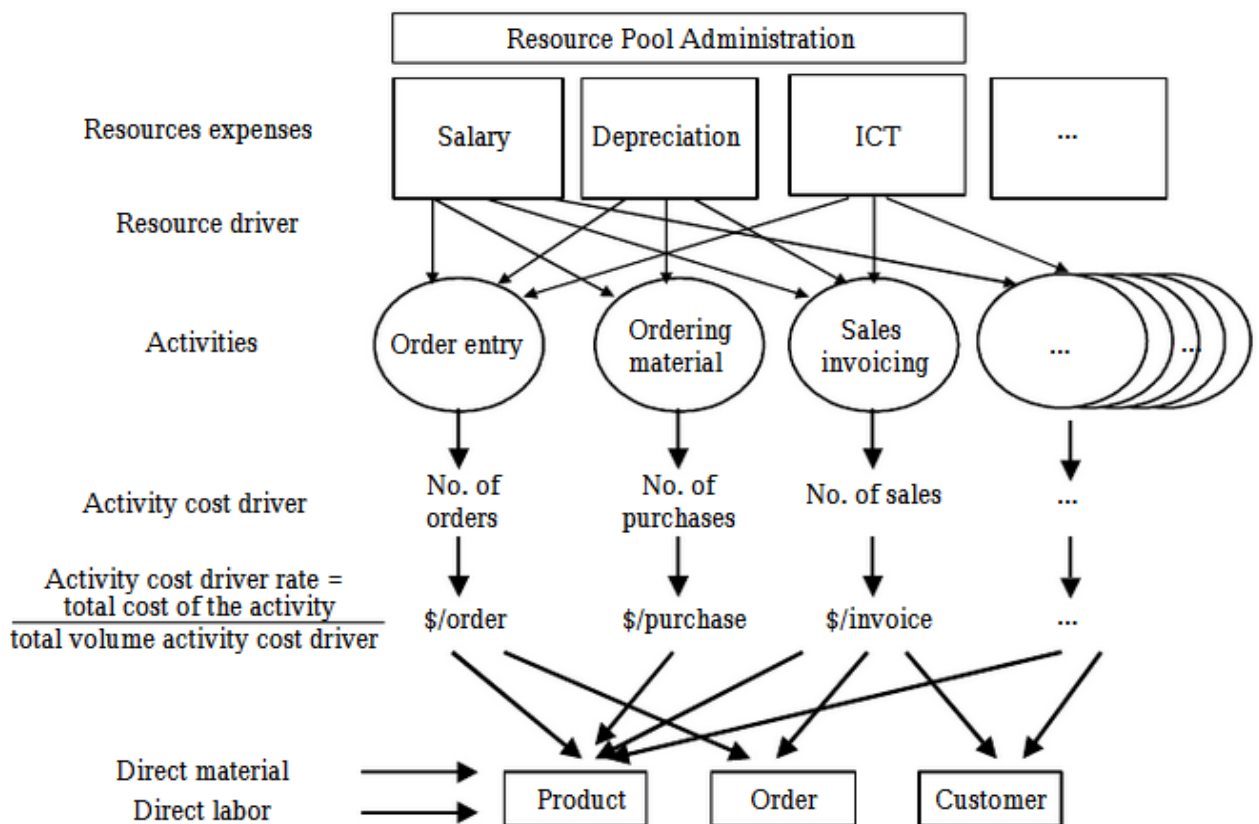 Resource Pool Administration
Resources expenses
Salary
Depreciation
ICT
...
Resource driver
Activities
Order entry
Ordering
material
Sales
invoicing
...
...
Activity cost driver
No. of
orders
No. of
purchases
No. of sales
...
Activity cost driver rate =
total cost of the activity
total volume activity cost driver
$/order
$/purchase
$/invoice
...
Direct material
Direct labor
Product
Order
Customer